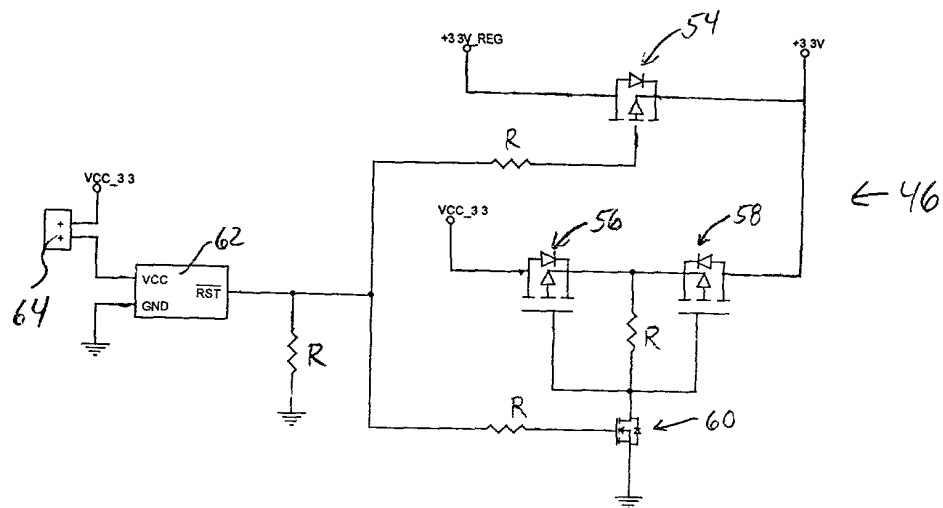 54
+3 3V_REG
+3 3V
R
VCC_3 3
46
VCC_3 3
56
58
62
+
+
64
VCC
GND
RST
R
R
R
60